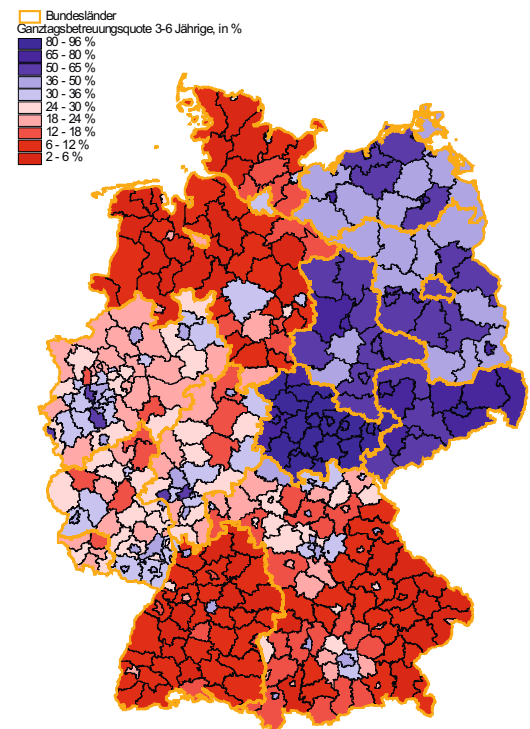 Bundesländer
Ganztagsbetreuungsquote 3-6 Jährige, in %
80 - 96 %
65 - 80 %
50 - 65 %
36 - 50 %
30 - 36 %
24 - 30 %
18 - 24 %
12 - 18 %
6 - 12 %
2 - 6 %